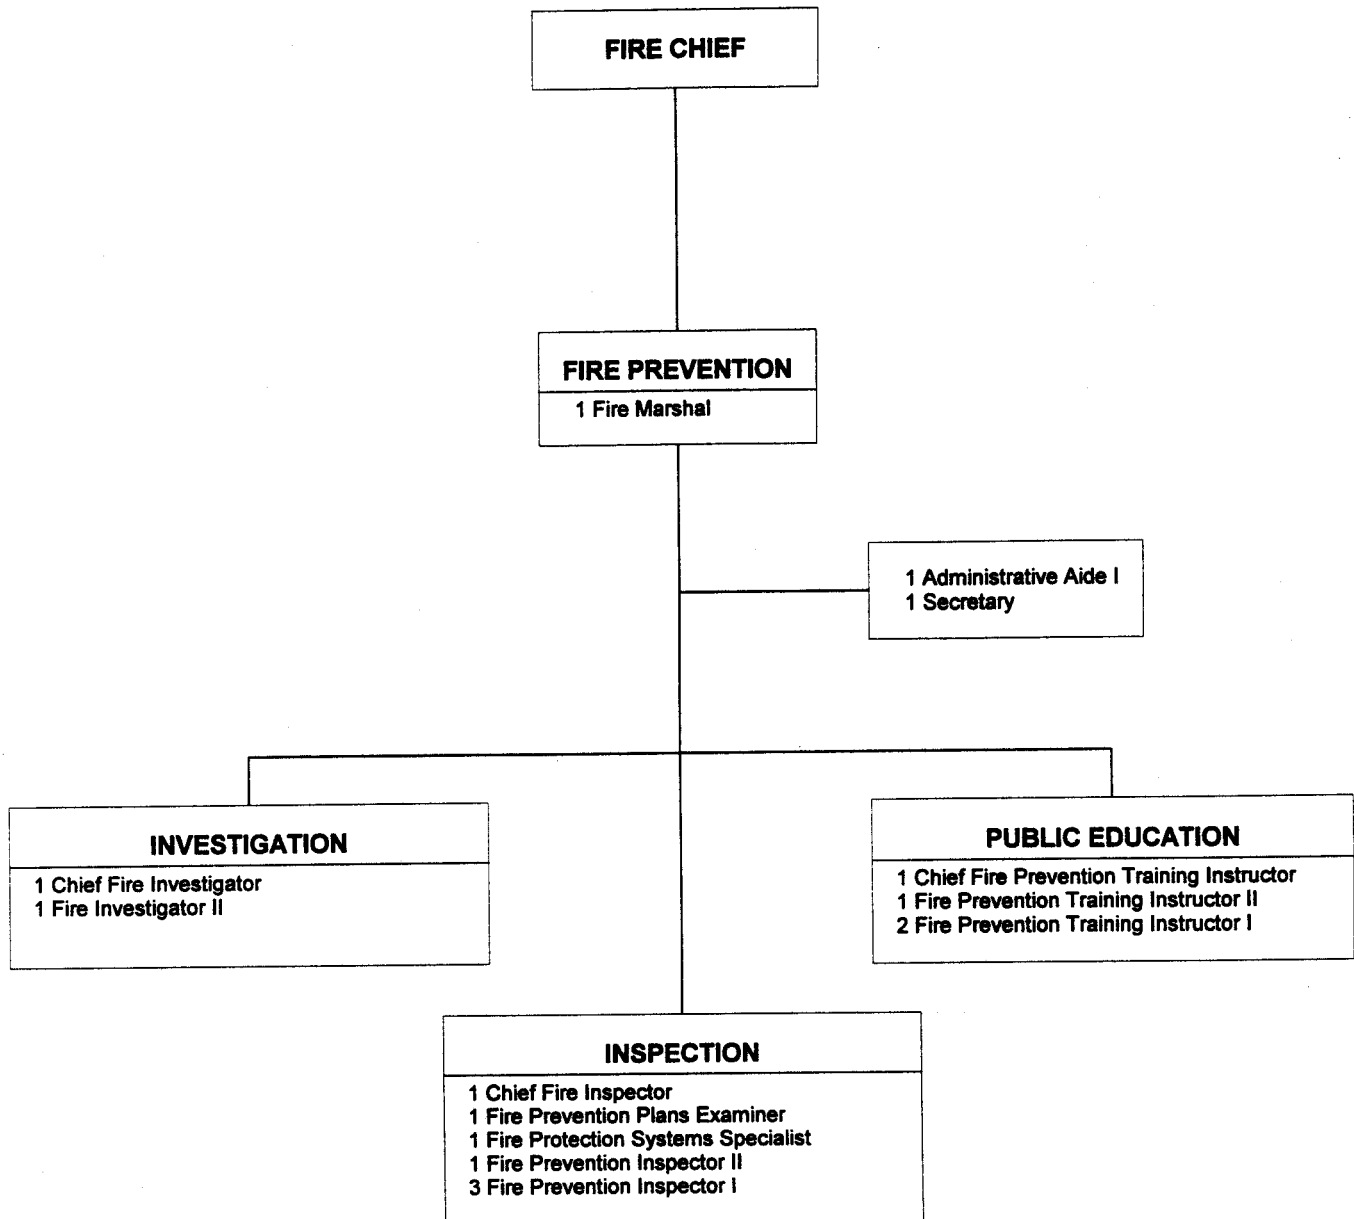 FIRE CHIEF
FIRE PREVENTION
1 Fire Marshal
1 Administrative Aide I
1 Secretary
INVESTIGATION
1 Chief Fire Investigator
1 Fire Investigator II
PUBLIC EDUCATION
1 Chief Fire Prevention Training Instructor
1 Fire Prevention Training Instructor II
2 Fire Prevention Training Instructor I
INSPECTION
1 Chief Fire Inspector
1 Fire Prevention Plans Examiner
1 Fire Protection Systems Specialist
1 Fire Prevention Inspector II
3 Fire Prevention Inspector I